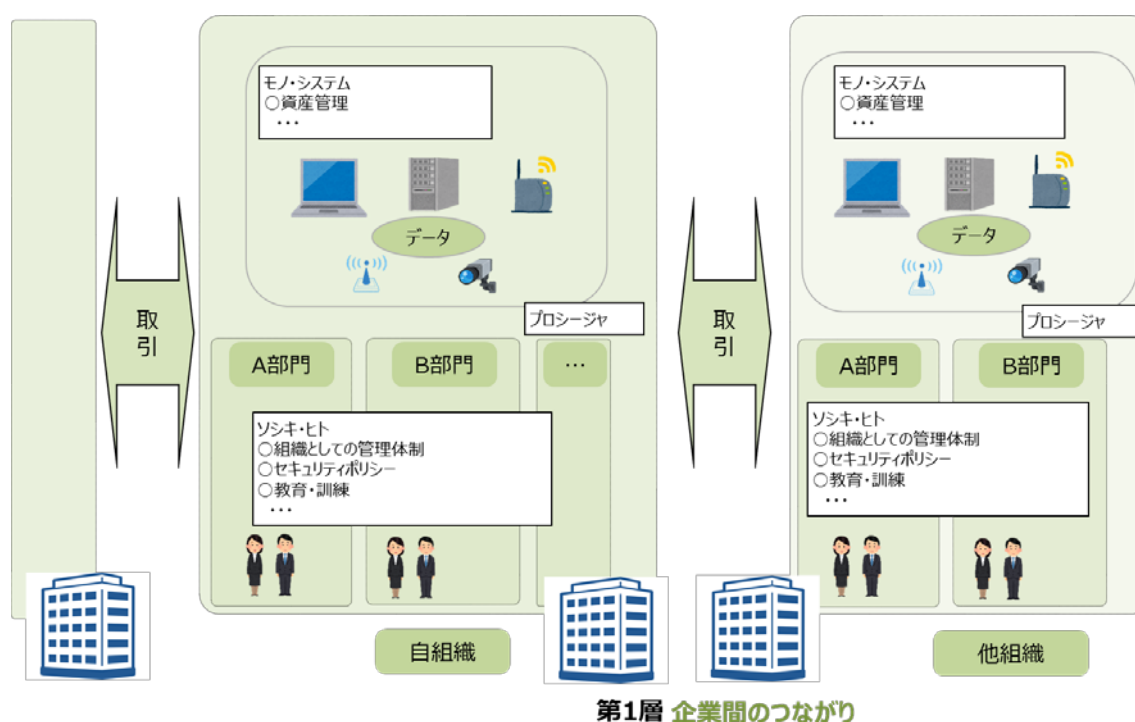 モノ・システム
○資産管理
・・・
データ
プロシージャ
取引
A部門
B部門
…
ソシキ・ヒト
○組織としての管理体制
○セキュリティポリシー
○教育・訓練
・・・
自組織
取引
モノ・システム
○資産管理
・・・
データ
プロシージャ
A部門
B部門
ソシキ・ヒト
○組織としての管理体制
○セキュリティポリシー
○教育・訓練
・・・
他組織
第1層 企業間のつながり